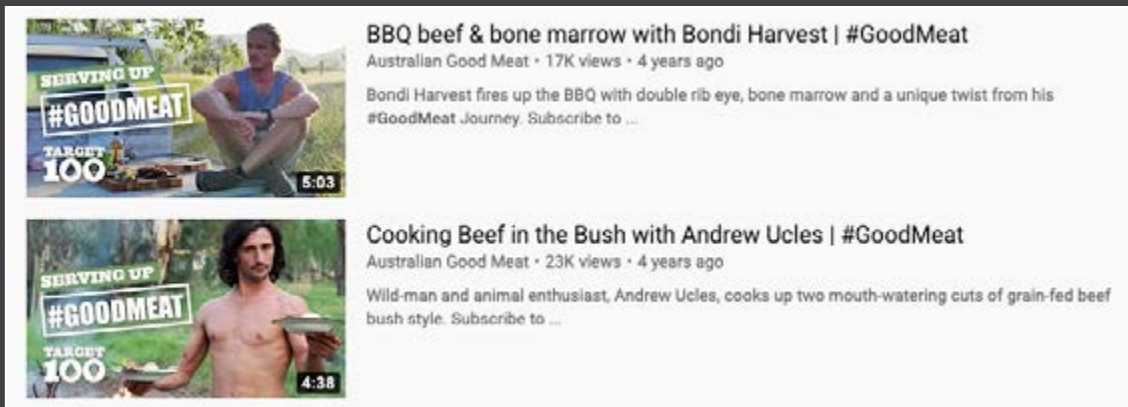 SERVING UP
#GOODMEAT
TARGET
100
5:03
BBQ beef & bone marrow with Bondi Harvest | #GoodMeat
Australian Good Meat • 17K views • 4 years ago
Bondi Harvest fires up the BBQ with double rib eye, bone marrow and a unique twist from his
#GoodMeat Journey. Subscribe to ...
SERVING UP
#GOODMEAT
TARGET
100
4:38
Cooking Beef in the Bush with Andrew Ucles | #GoodMeat
Australian Good Meat • 23K views • 4 years ago
Wild-man and animal enthusiast, Andrew Ucles, cooks up two mouth-watering cuts of grain-fed beef
bush style. Subscribe to ...